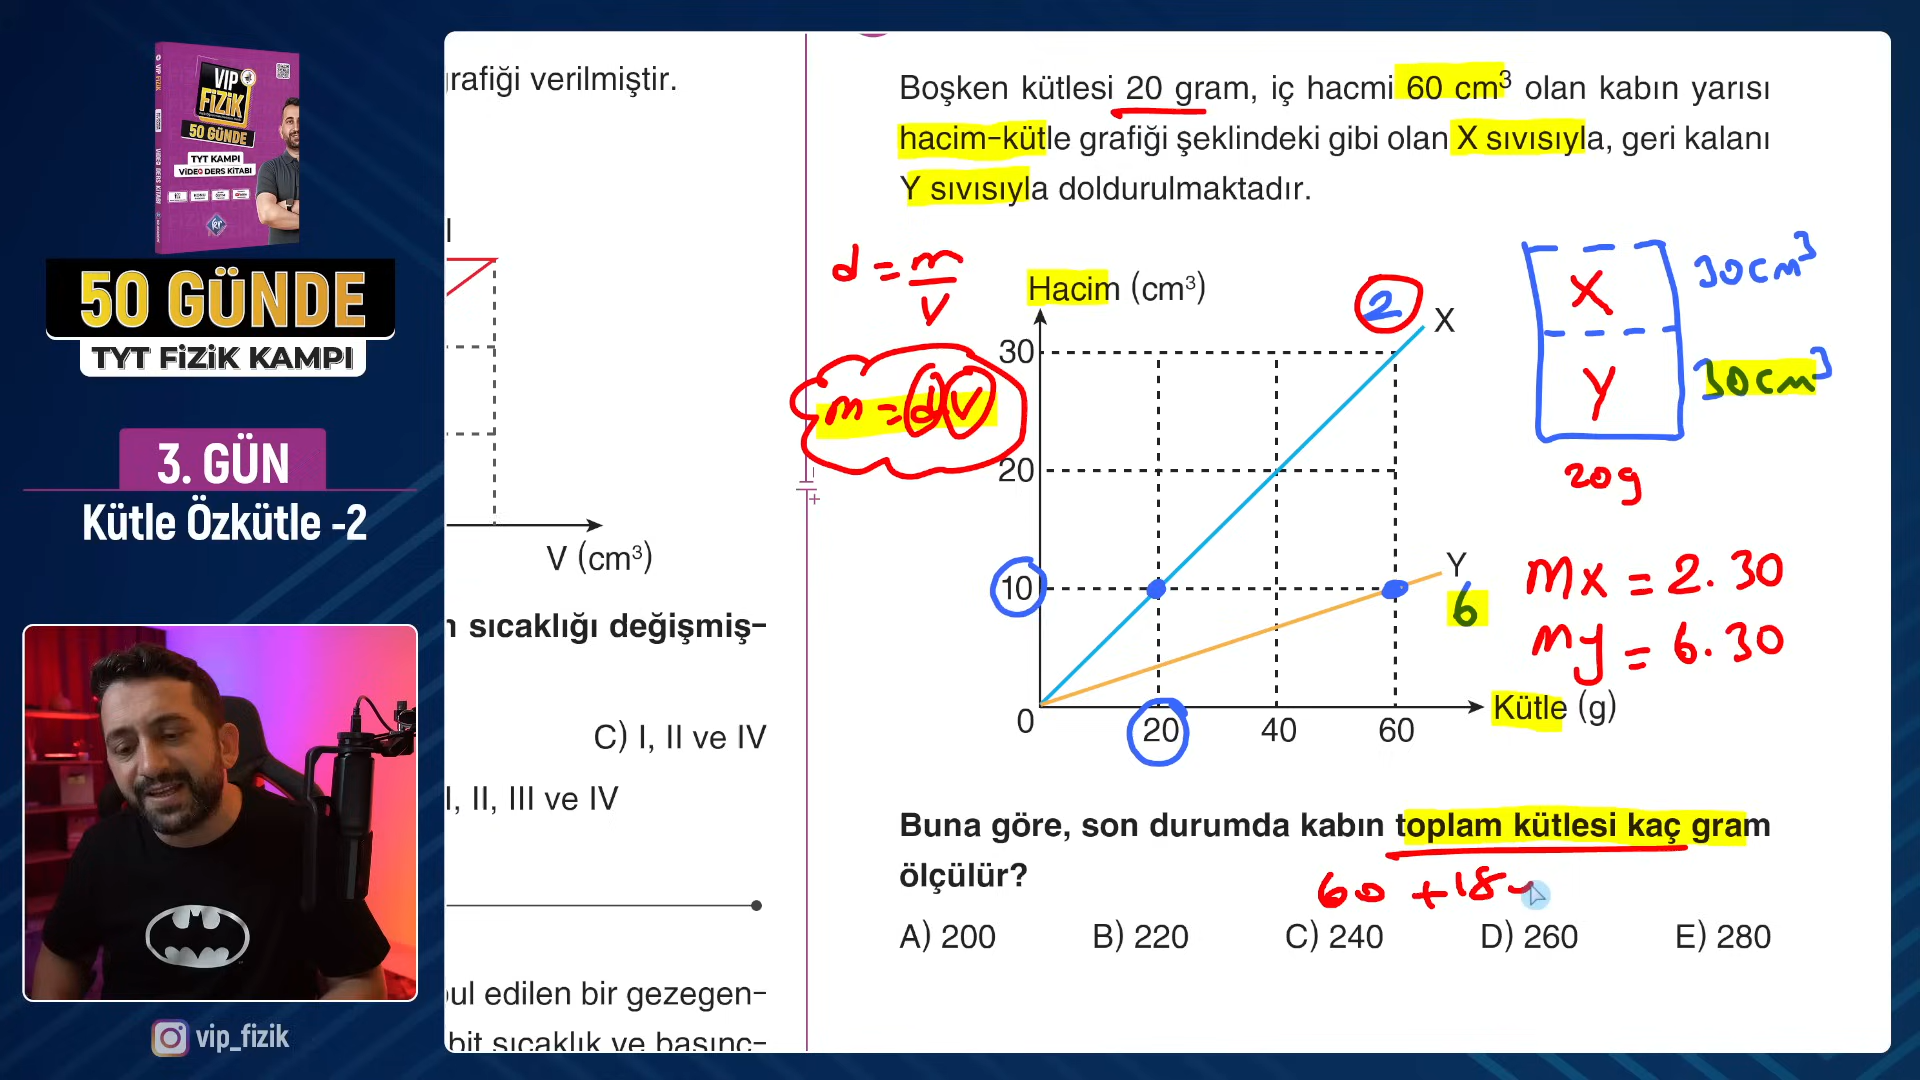 VIP
FİZİK
50 GÜNDE
TYT KAMPI
VİDEO DERS KİTABI
50 GÜNDE
TYT FİZİK KAMPI
3. GÜN
Kütle Özkütle -2
vip_fizik
rafiği verilmiştir.
V (cm³)
sıcaklığı değişmiş-
C) I, II ve IV
I, II, III ve IV
ul edilen bir gezegen-
bit sıcaklık ve basınç-
Boşken kütlesi 20 gram, iç hacmi 60 cm³ olan kabın yarısı
hacim-kütle grafiği şeklindeki gibi olan X sıvısıyla, geri kalanı
Y sıvısıyla doldurulmaktadır.
d = m/V
m = d V
Hacim (cm³)
2
X
30
20
10
0
20
40
60
Y
6
Kütle (g)
X
30cm³
Y
30cm³
20g
mx = 2.30
my = 6.30
Buna göre, son durumda kabın toplam kütlesi kaç gram
ölçülür?
60 +18
A) 200
B) 220
C) 240
D) 260
E) 280